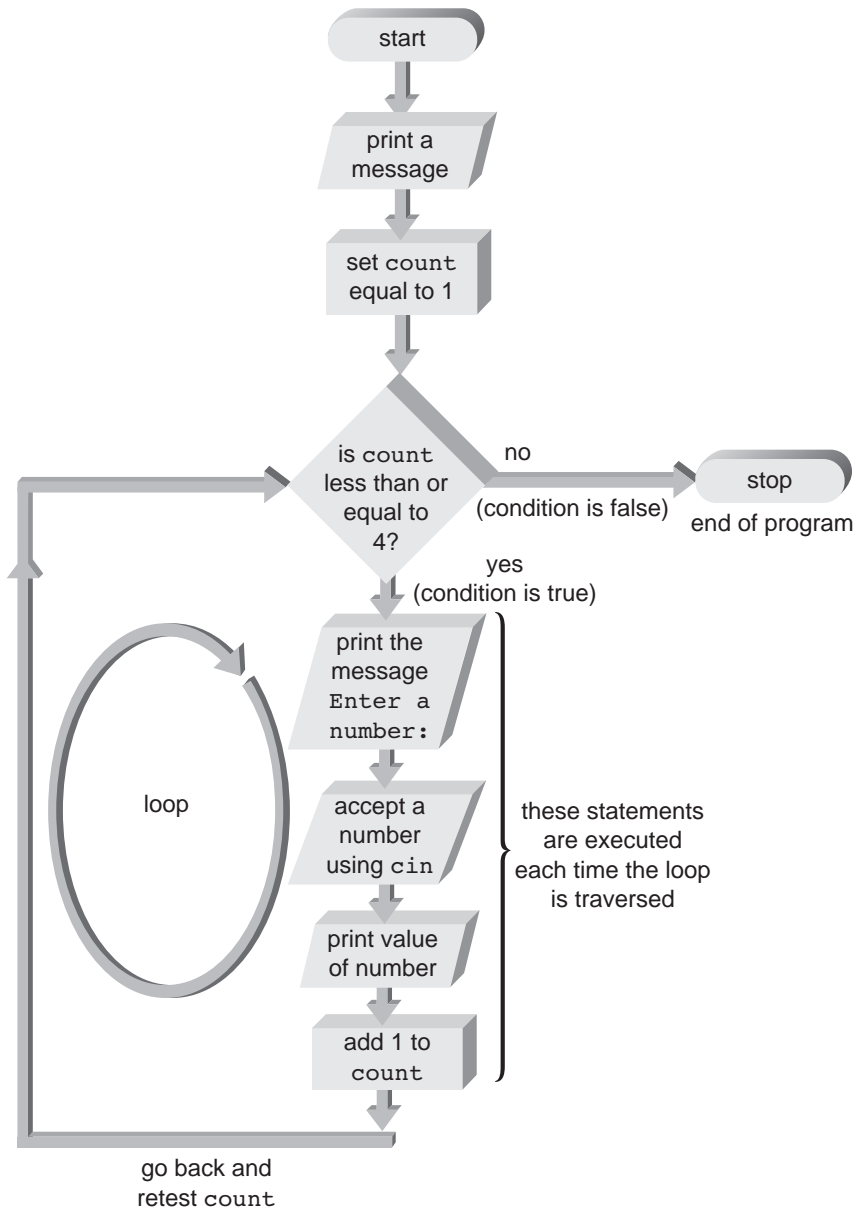 start
print a
message
set count
equal to 1
is count
less than or
equal to
4?
no
(condition is false)
stop
end of program
yes
(condition is true)
print the
message
Enter a
number:
accept a
number
using cin
print value
of number
add 1 to
count
loop
these statements
are executed
each time the loop
is traversed
go back and
retest count